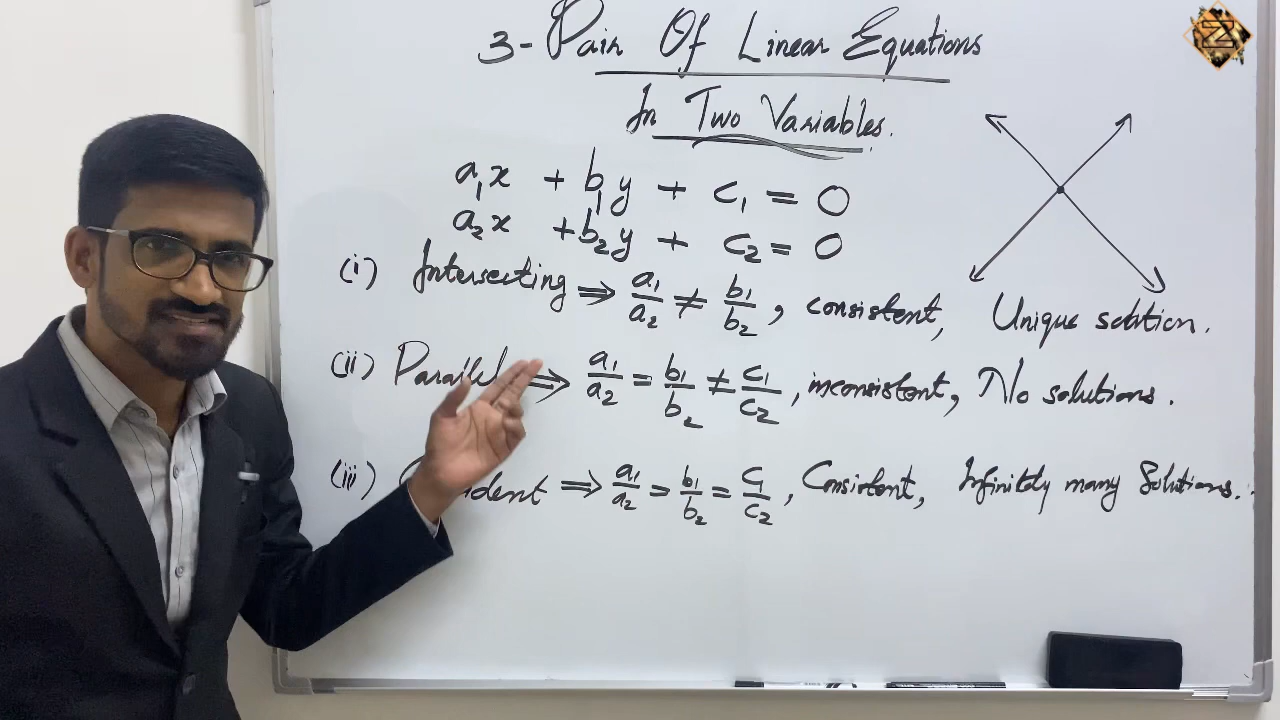 3- Pair Of Linear Equations
In Two Variables.
a₁x + b₁y + c₁ = 0
a₂x + b₂y + c₂ = 0
(i) Intersecting ⇒ a₁/a₂ ≠ b₁/b₂, consistent, Unique solution.
(ii) Parallel ⇒ a₁/a₂ = b₁/b₂ ≠ c₁/c₂, inconsistent, No solutions.
(iii) ⇒ a₁/a₂ = b₁/b₂ = c₁/c₂, Consistent, Infinitely many Solutions.